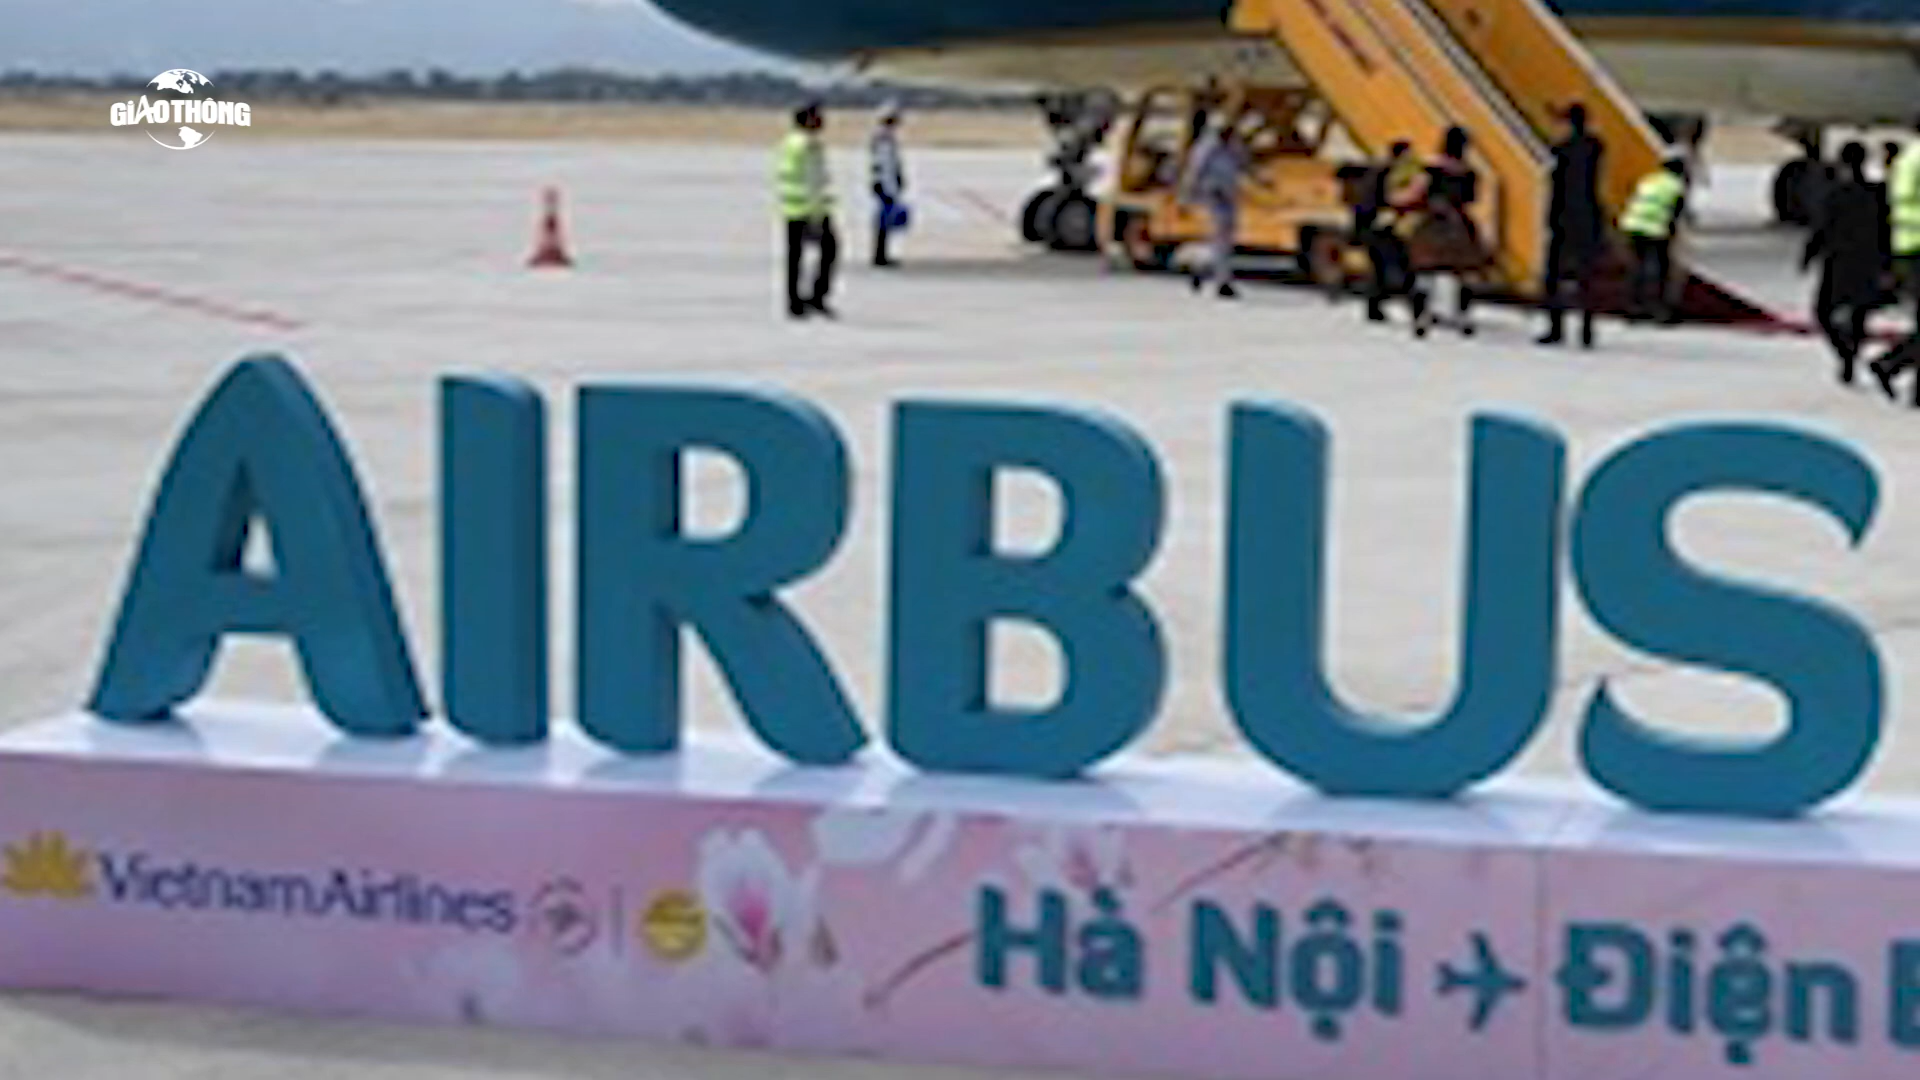 GIAOTHÔNG
AIRBUS
VietnamAirlines
Hà Nội ✈ Điện B